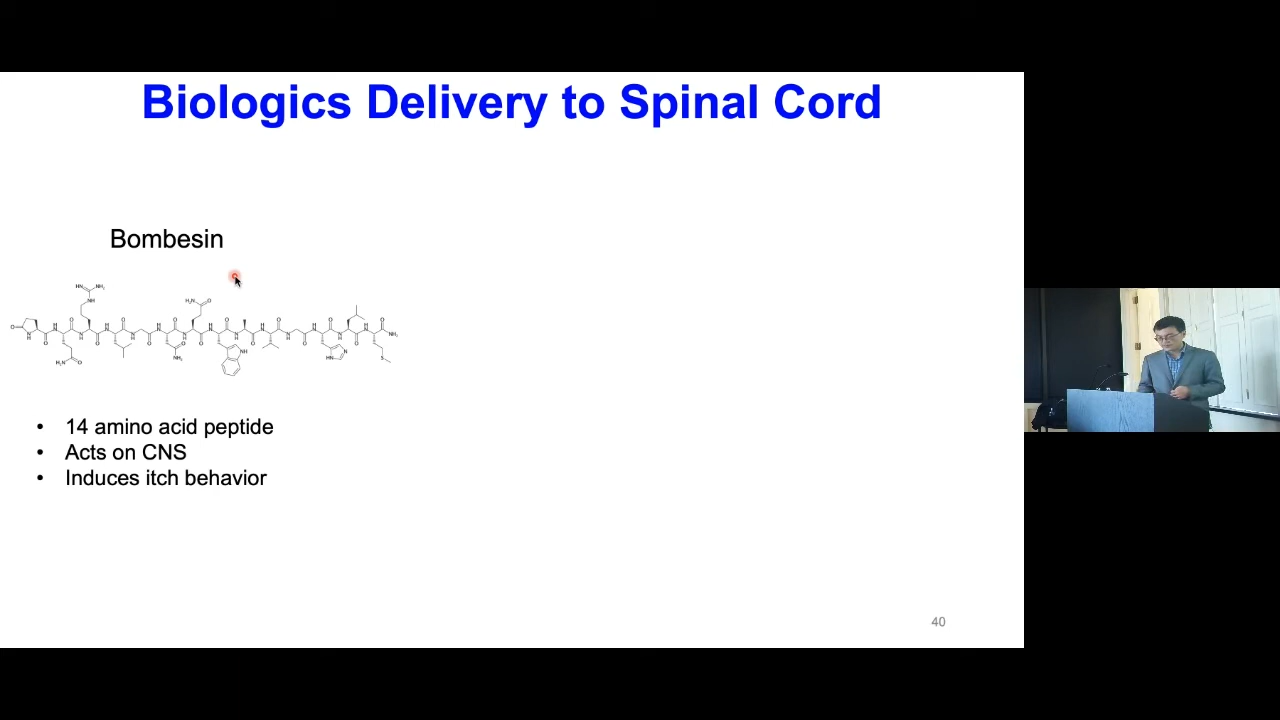 Biologics Delivery to Spinal Cord
Bombesin
• 14 amino acid peptide
• Acts on CNS
• Induces itch behavior
40